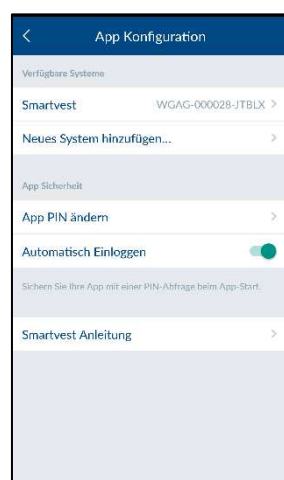 App Konfiguration
Verfügbare Systeme
Smartvest WGAG-000028-JTBLX
Neues System hinzufügen...
App Sicherheit
App PIN ändern
Automatisch Einloggen
Sichern Sie Ihre App mit einer PIN-Abfrage beim App-Start.
Smartvest Anleitung